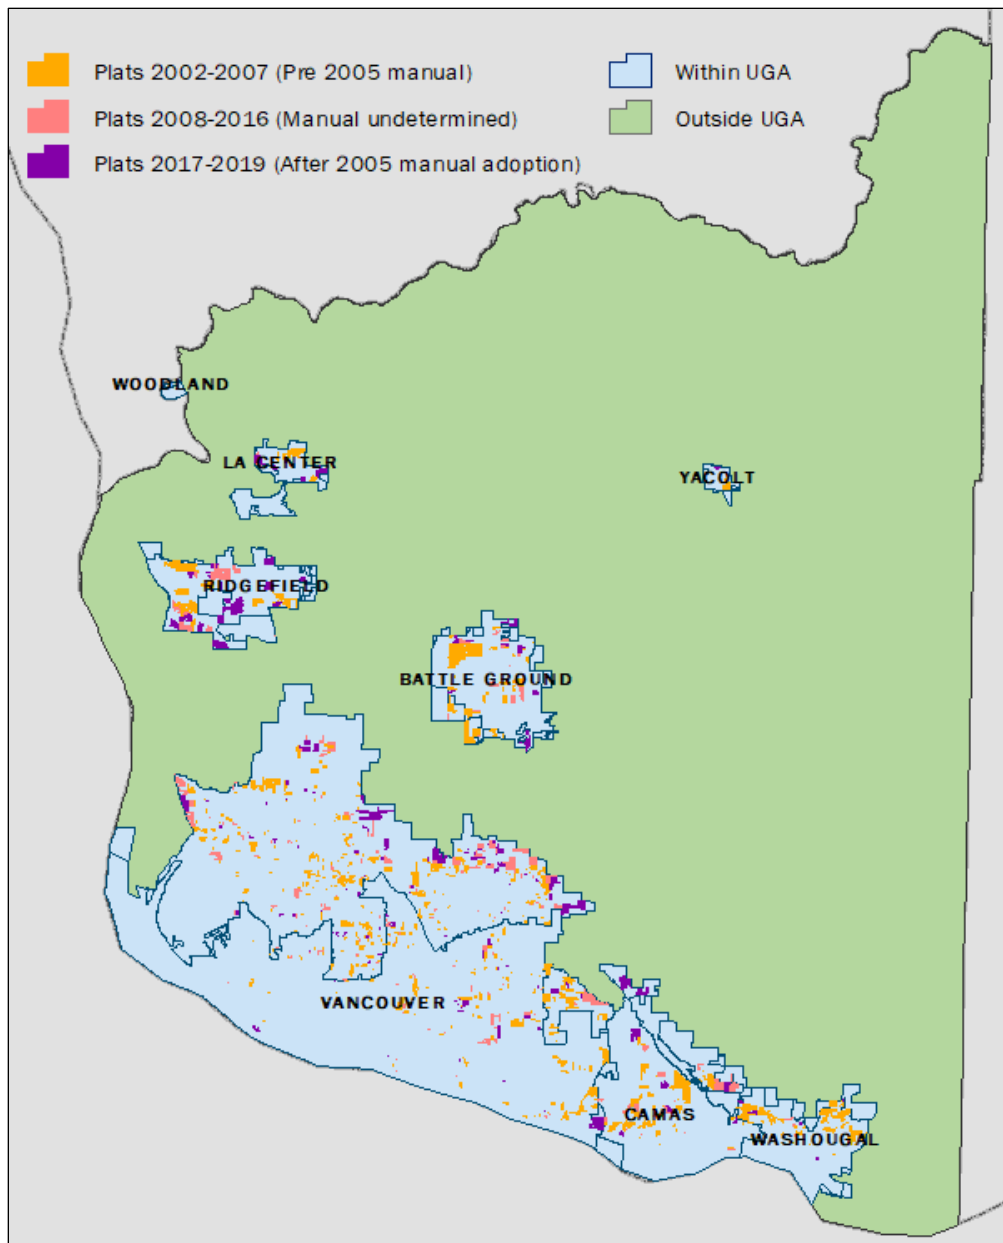 Plats 2002-2007 (Pre 2005 manual)
Plats 2008-2016 (Manual undetermined)
Plats 2017-2019 (After 2005 manual adoption)
Within UGA
Outside UGA
WOODLAND
LA CENTER
YACOLT
RIDGEFIELD
BATTLE GROUND
VANCOUVER
CAMAS
WASHOUGAL